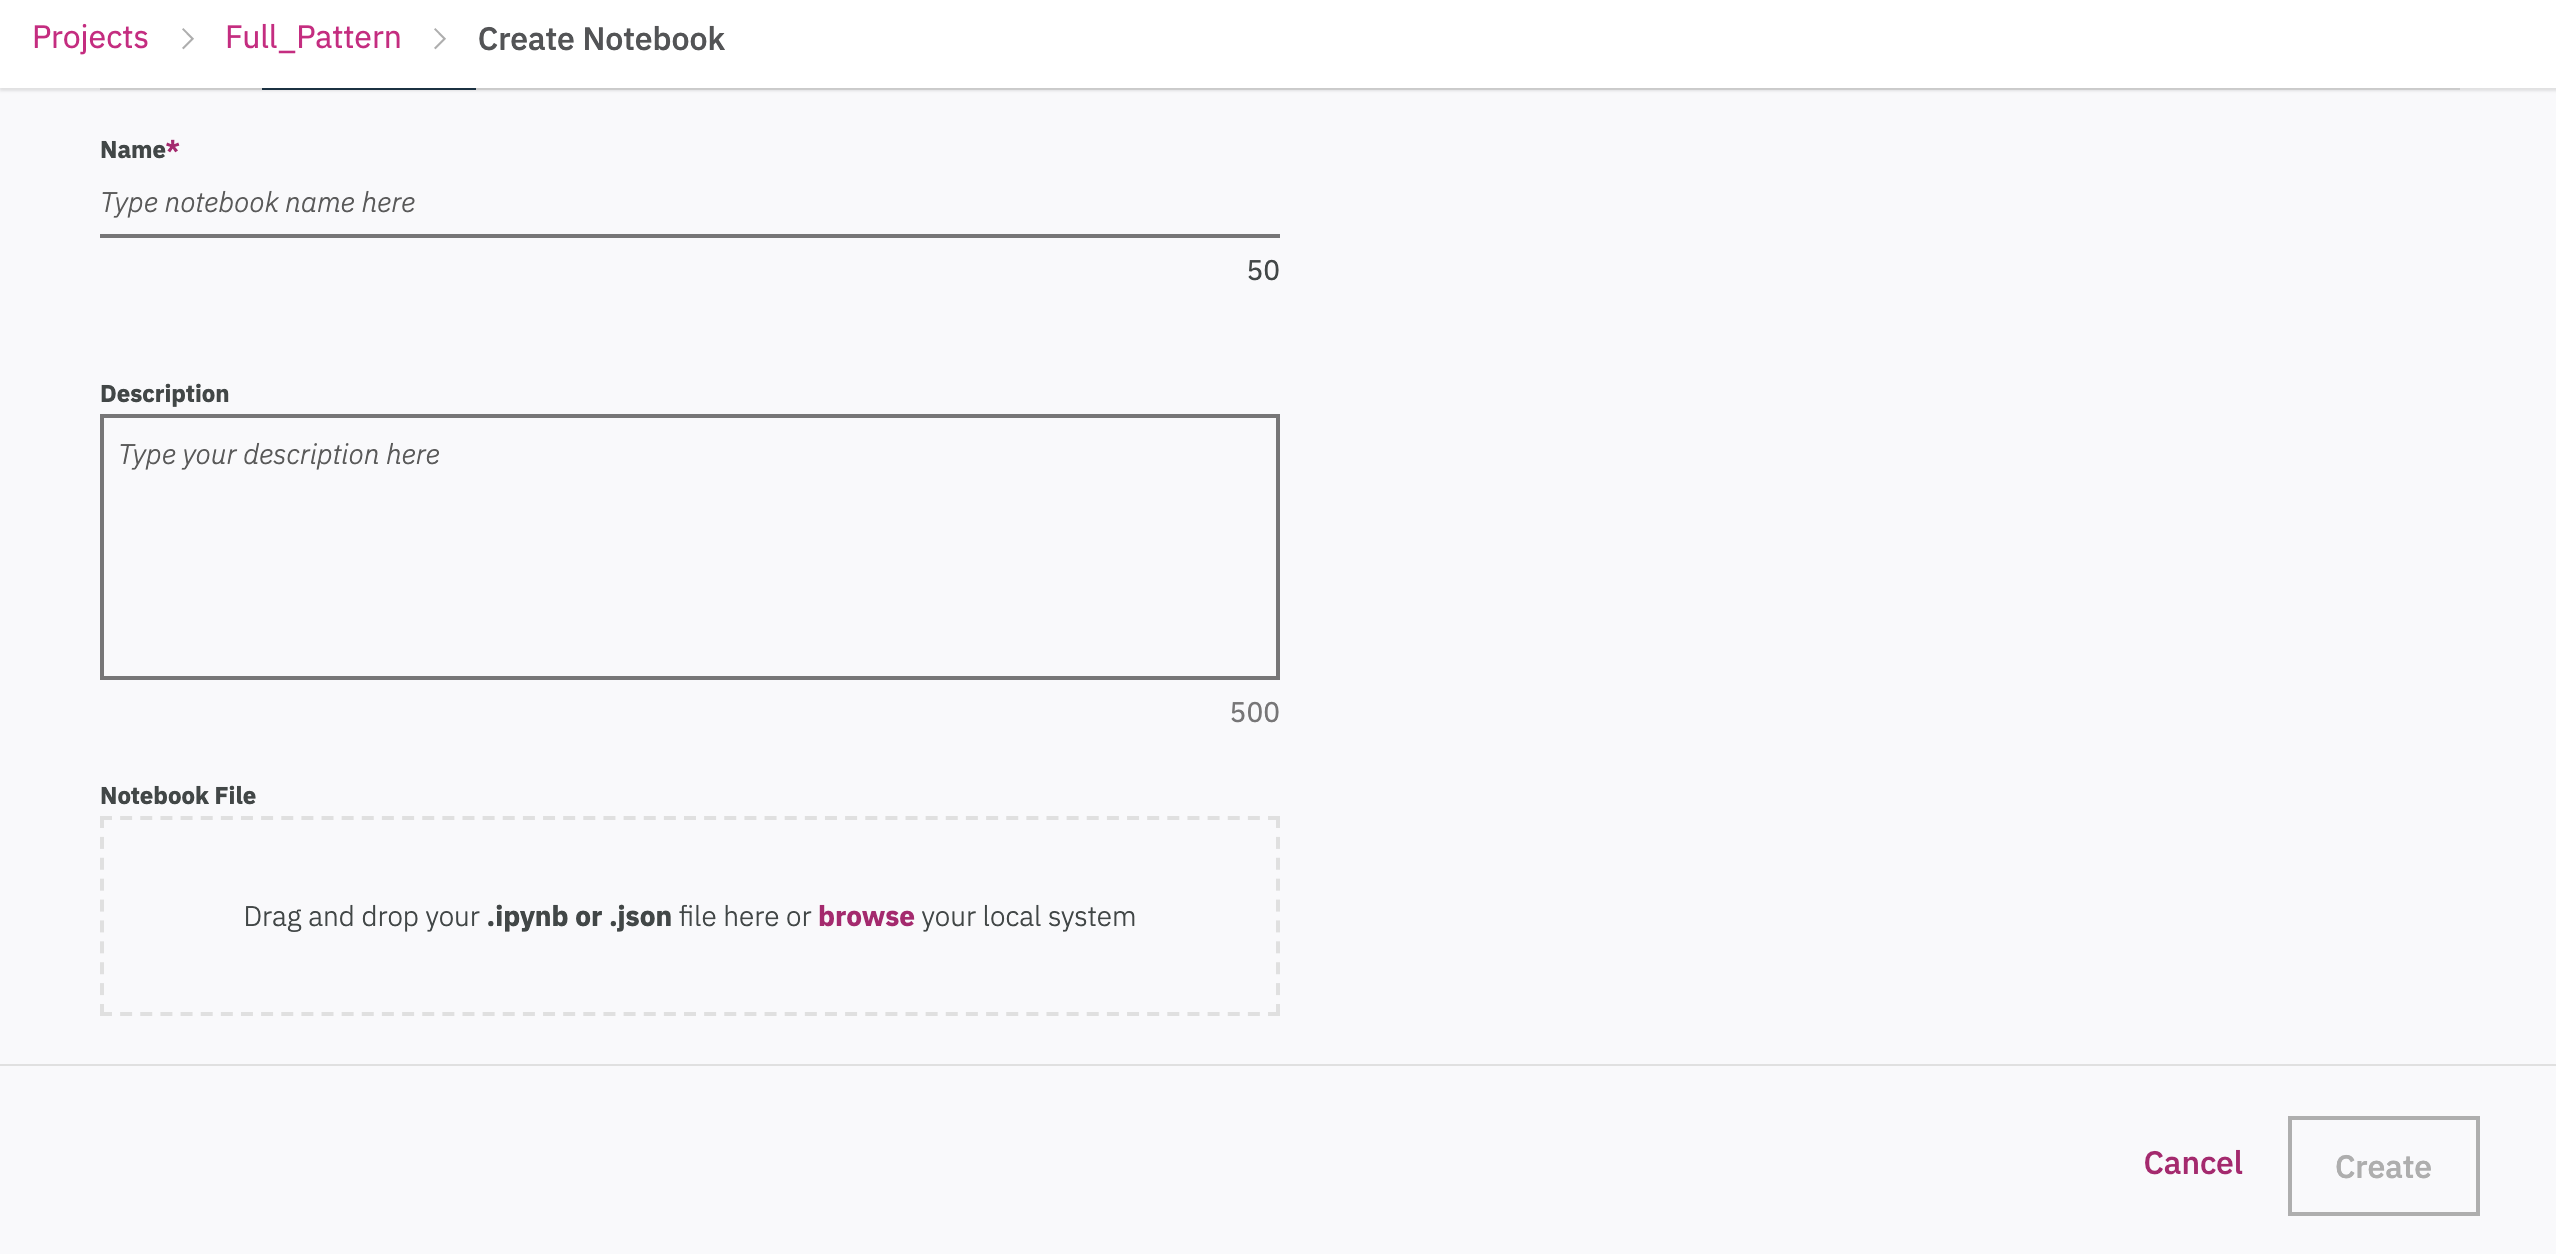 Projects > Full_Pattern > Create Notebook
Name*
Type notebook name here
50
Description
Type your description here
500
Notebook File
Drag and drop your .ipynb or .json file here or browse your local system
Cancel
Create